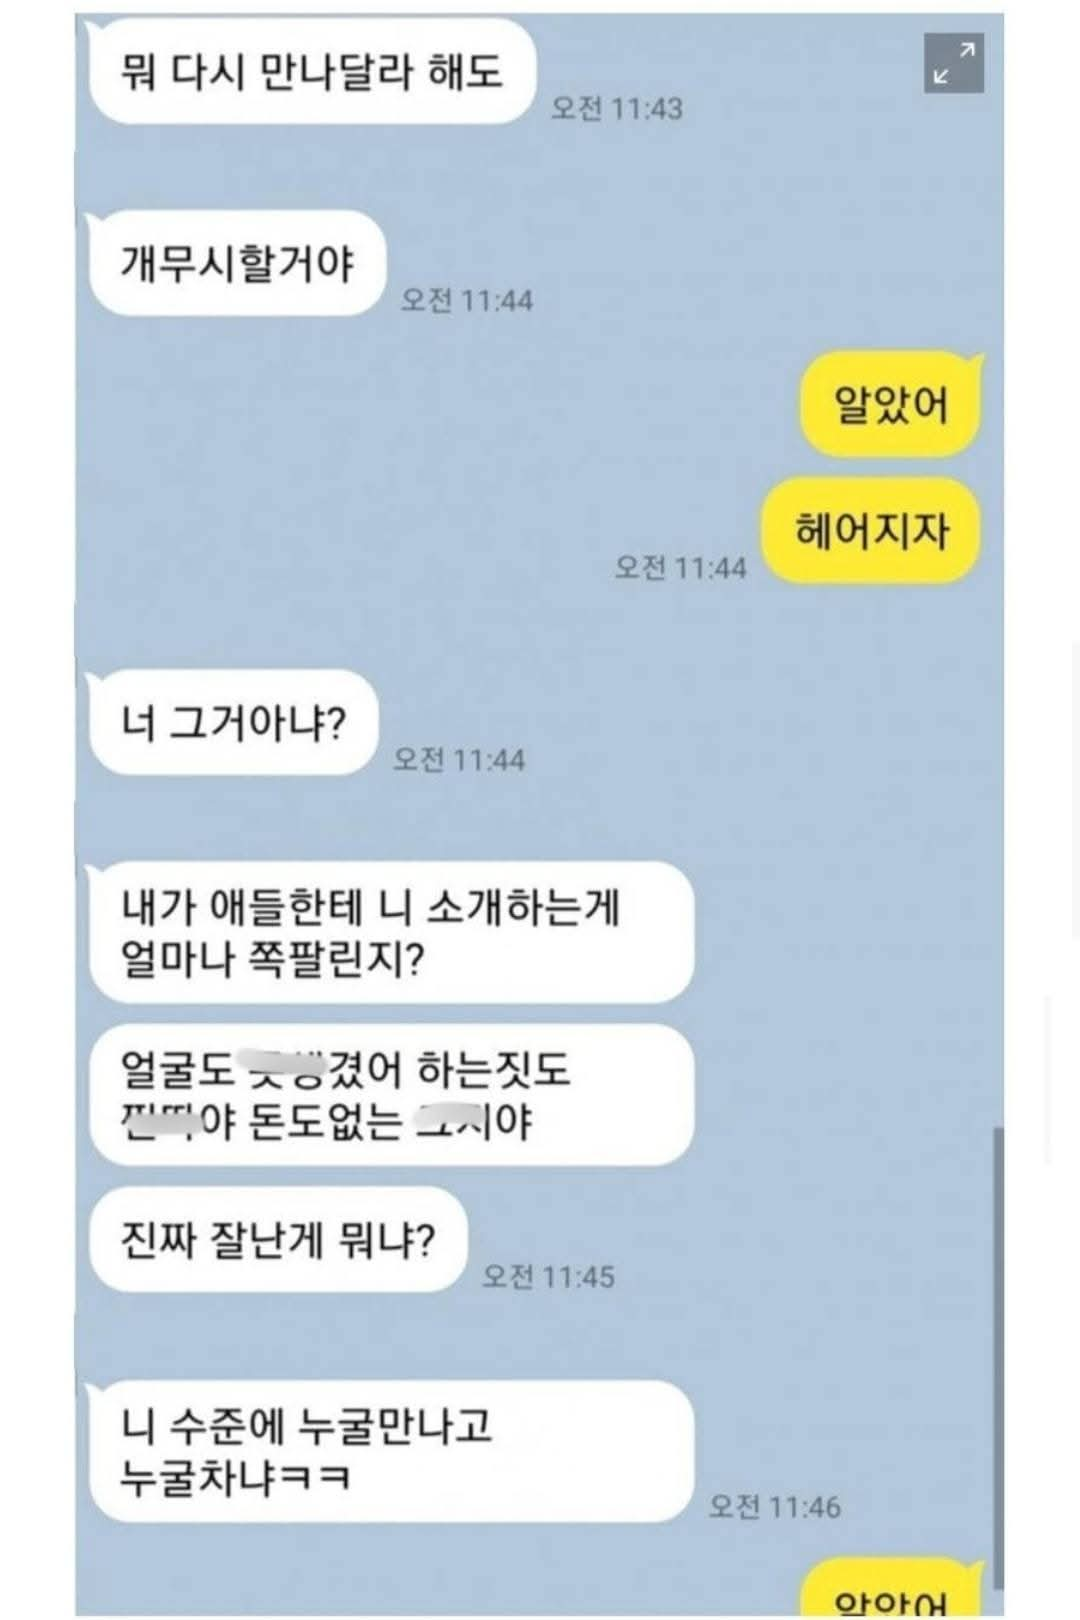 뭐 다시 만나달라 해도
오전 11:43
개무시할거야
오전 11:44
알았어
헤어지자
오전 11:44
너 그거아냐?
오전 11:44
내가 애들한테 니 소개하는게
얼마나 쪽팔린지?
얼굴도 못생겼어 하는짓도
야 돈도없는 야
진짜 잘난게 뭐냐?
오전 11:45
니 수준에 누굴만나고
누굴차냐ㅋㅋ
오전 11:46
알았어